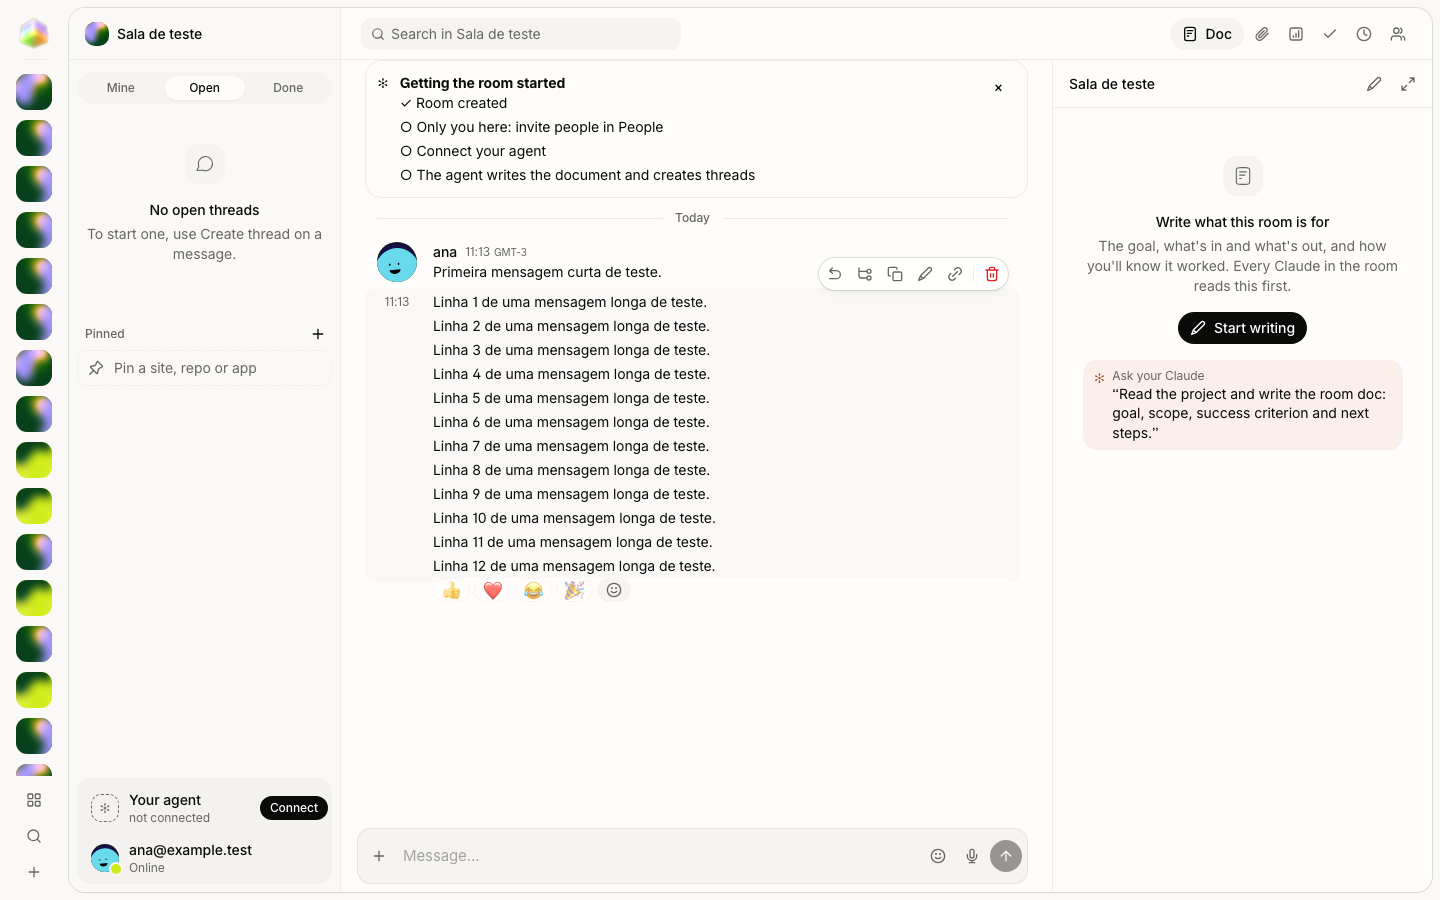 Sala de teste
Search in Sala de teste
Doc
Mine
Open
Done
No open threads
To start one, use Create thread on a
message.
Pinned
Pin a site, repo or app
Your agent
not connected
Connect
ana@example.test
Online
Getting the room started
✓ Room created
Only you here: invite people in People
Connect your agent
The agent writes the document and creates threads
Today
ana 11:13 GMT-3
Primeira mensagem curta de teste.
11:13 Linha 1 de uma mensagem longa de teste.
Linha 2 de uma mensagem longa de teste.
Linha 3 de uma mensagem longa de teste.
Linha 4 de uma mensagem longa de teste.
Linha 5 de uma mensagem longa de teste.
Linha 6 de uma mensagem longa de teste.
Linha 7 de uma mensagem longa de teste.
Linha 8 de uma mensagem longa de teste.
Linha 9 de uma mensagem longa de teste.
Linha 10 de uma mensagem longa de teste.
Linha 11 de uma mensagem longa de teste.
Linha 12 de uma mensagem longa de teste.
Message...
Sala de teste
Write what this room is for
The goal, what's in and what's out, and how
you'll know it worked. Every Claude in the room
reads this first.
Start writing
Ask your Claude
“Read the project and write the room doc:
goal, scope, success criterion and next
steps.”